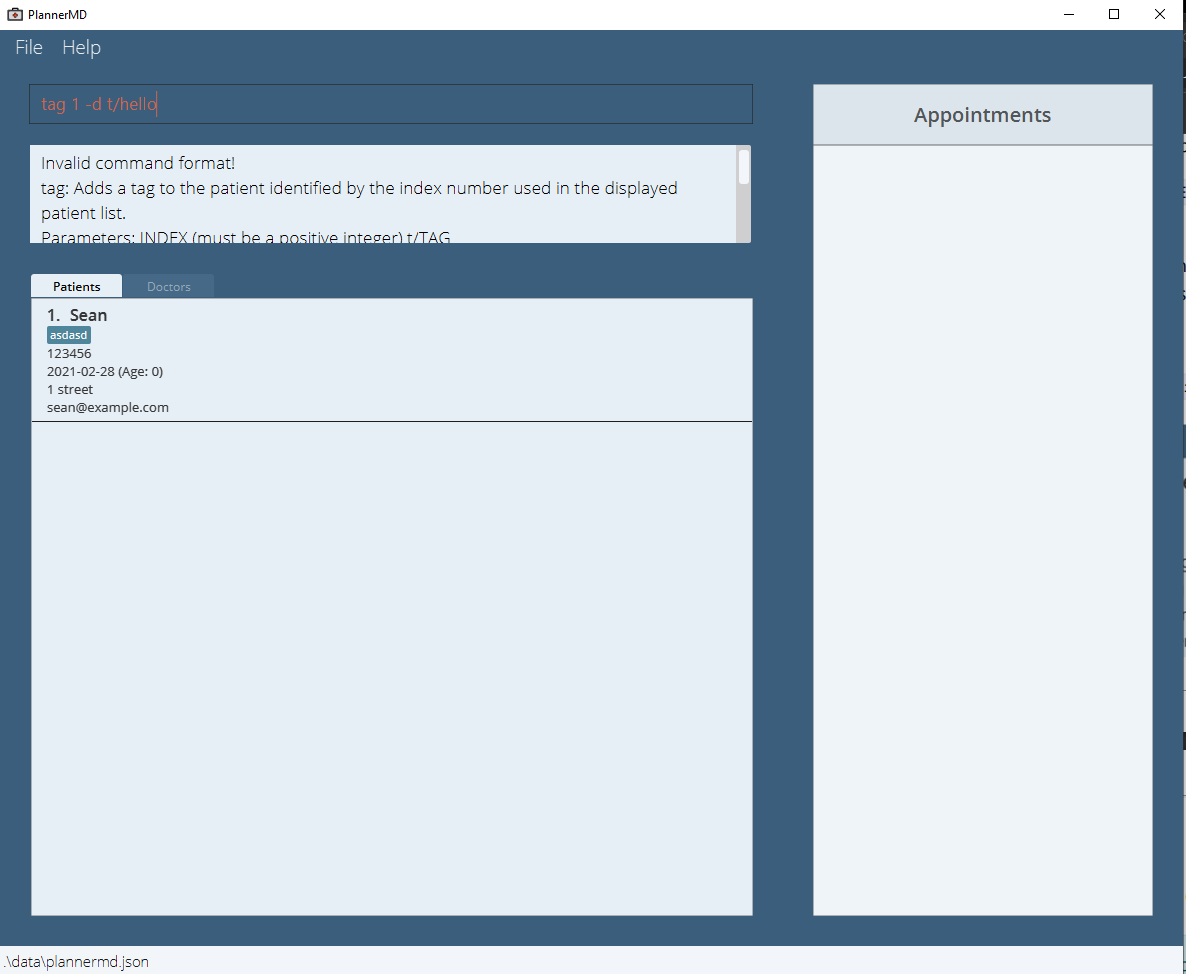 PlannerMD
File Help
tag 1 -d t/hello
Invalid command format!
tag: Adds a tag to the patient identified by the index number used in the displayed
patient list.
Parameters: INDEX (must be a positive integer) t/TAG
Patients Doctors
1. Sean
asdasd
123456
2021-02-28 (Age: 0)
1 street
sean@example.com
Appointments
.\data\plannermd.json